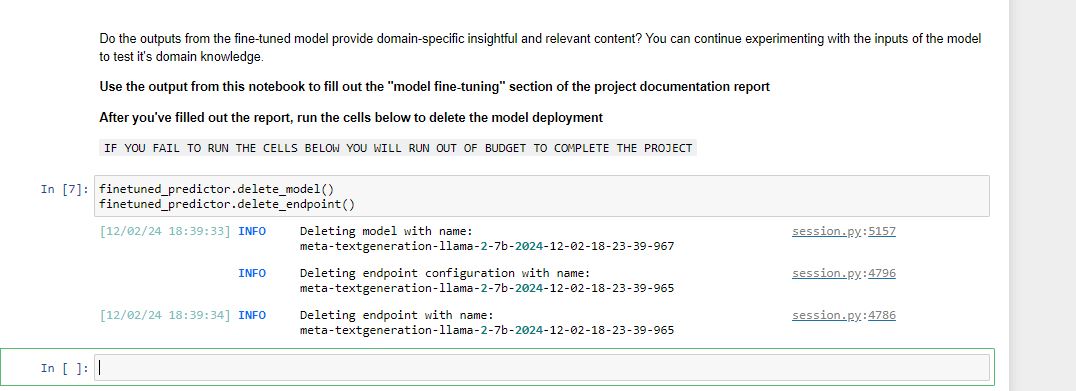 Do the outputs from the fine-tuned model provide domain-specific insightful and relevant content? You can continue experimenting with the inputs of the model
to test it's domain knowledge.
Use the output from this notebook to fill out the "model fine-tuning" section of the project documentation report
After you've filled out the report, run the cells below to delete the model deployment
IF YOU FAIL TO RUN THE CELLS BELOW YOU WILL RUN OUT OF BUDGET TO COMPLETE THE PROJECT
In [7]: finetuned_predictor.delete_model()
finetuned_predictor.delete_endpoint()
[12/02/24 18:39:33] INFO Deleting model with name: session.py:5157
meta-textgeneration-llama-2-7b-2024-12-02-18-23-39-967
INFO Deleting endpoint configuration with name: session.py:4796
meta-textgeneration-llama-2-7b-2024-12-02-18-23-39-965
[12/02/24 18:39:34] INFO Deleting endpoint with name: session.py:4786
meta-textgeneration-llama-2-7b-2024-12-02-18-23-39-965
In [ ]: